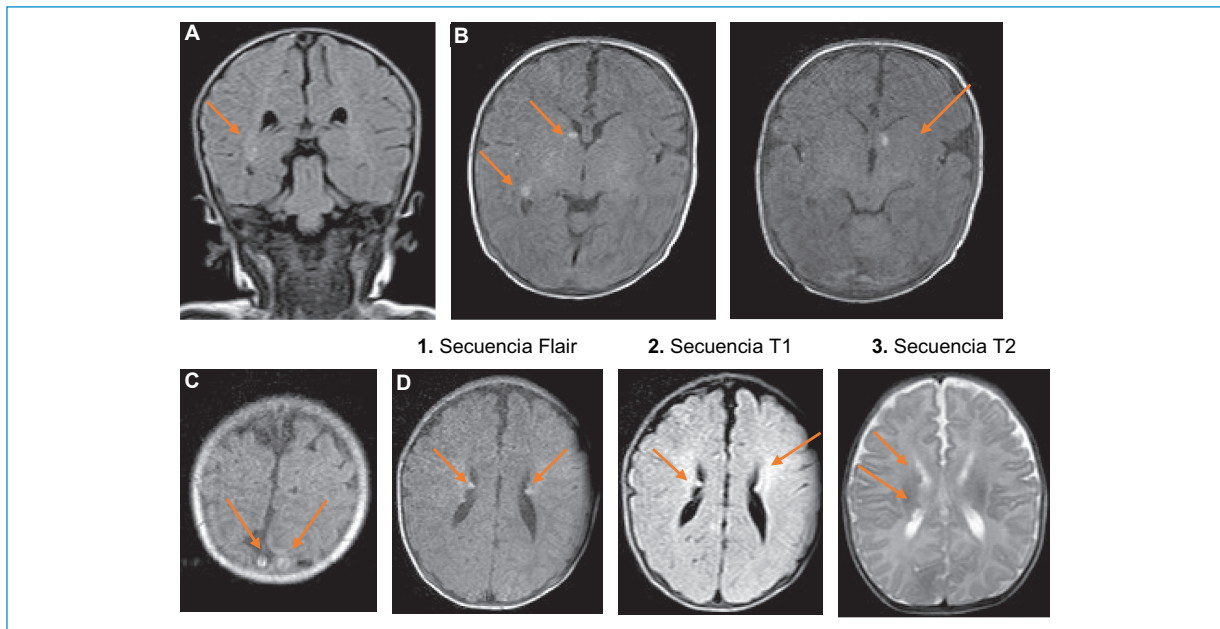 A
B
1. Secuencia Flair
2. Secuencia T1
3. Secuencia T2
C
D